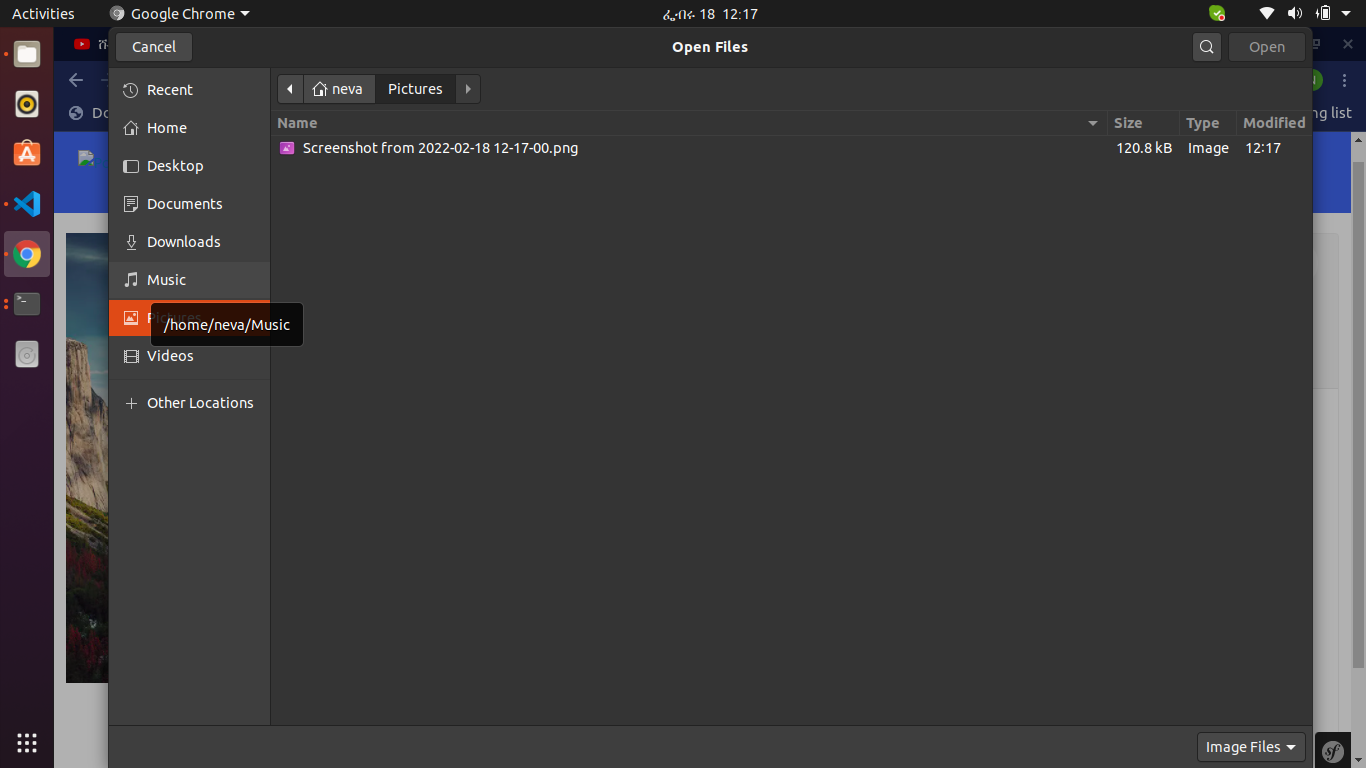 Activities Google Chrome ፌብሩ 18 12:17
Cancel Open Files Open
Recent
Home
Desktop
Documents
Downloads
Music
/home/neva/Music
Videos
Other Locations
neva Pictures
Name Size Type Modified
Screenshot from 2022-02-18 12-17-00.png 120.8 kB Image 12:17
Image Files
ng list